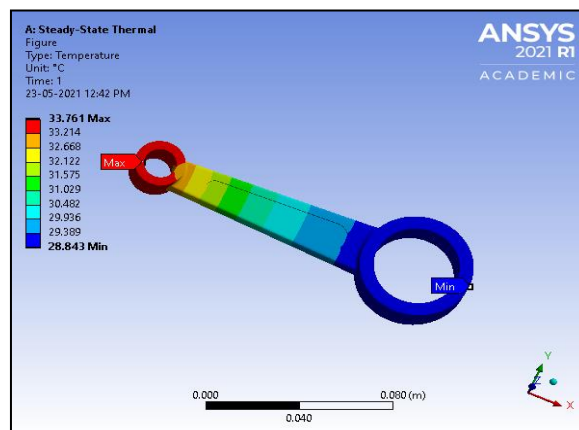 A: Steady-State Thermal
Figure
Type: Temperature
Unit: °C
Time: 1
23-05-2021 12:42 PM
33.761 Max
33.214
32.668
32.122
31.575
31.029
30.482
29.936
29.389
28.843 Min
ANSYS
2021 R1
ACADEMIC
Max
Min
0.000
0.080 (m)
0.040
Y
Z
X